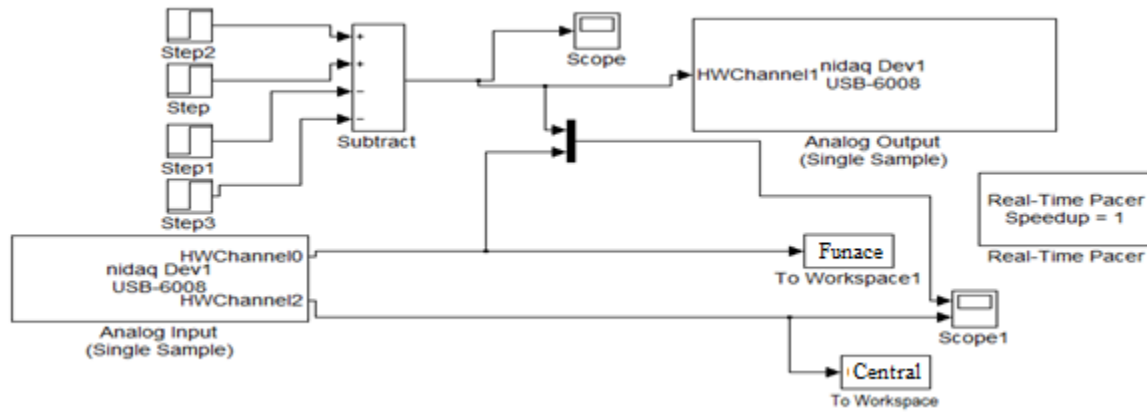 Step2
Step
Step1
Step3
+
+
−
−
Subtract
Scope
HWChannel1
nidaq Dev1
USB-6008
Analog Output
(Single Sample)
Real-Time Pacer
Speedup = 1
Real-Time Pacer
HWChannel0
nidaq Dev1
USB-6008
HWChannel2
Analog Input
(Single Sample)
Funace
To Workspace1
Scope1
Central
To Workspace